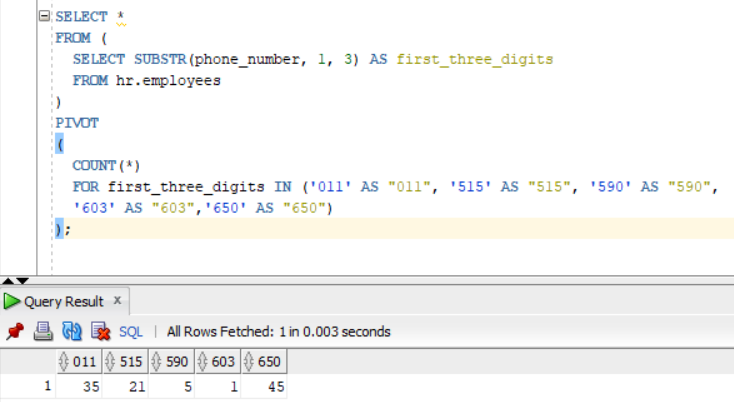 SELECT *
FROM (
SELECT SUBSTR(phone_number, 1, 3) AS first_three_digits
FROM hr.employees
)
PIVOT
(
COUNT(*)
FOR first_three_digits IN ('011' AS "011", '515' AS "515", '590' AS "590",
'603' AS "603",'650' AS "650")
);
Query Result x
SQL | All Rows Fetched: 1 in 0.003 seconds
011 515 590 603 650
1 35 21 5 1 45